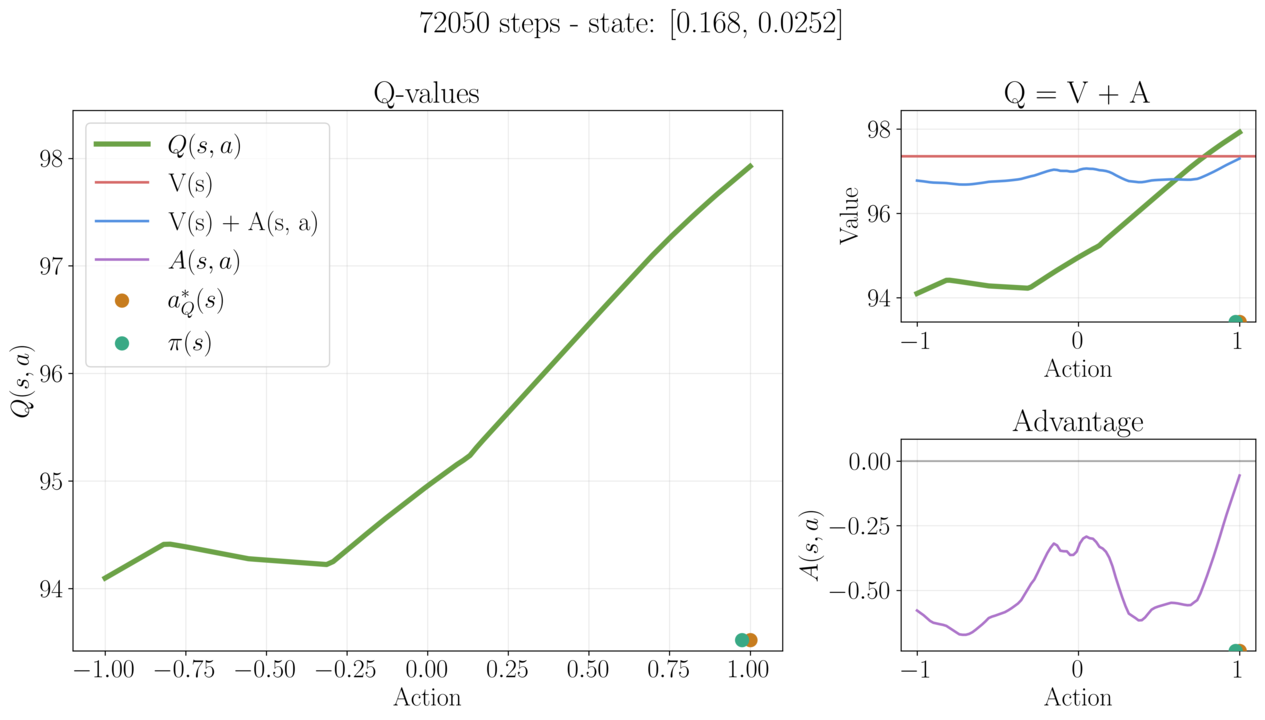 72050 steps - state: [0.168, 0.0252]
Q-values
Q(s, a)
98
97
96
95
94
Q(s, a)
V(s)
V(s) + A(s, a)
A(s, a)
a*Q(s)
π(s)
−1.00 −0.75 −0.50 −0.25 0.00 0.25 0.50 0.75 1.00
Action
Q = V + A
Value
98
96
94
−1 0 1
Action
Advantage
A(s, a)
0.00
−0.25
−0.50
−1 0 1
Action